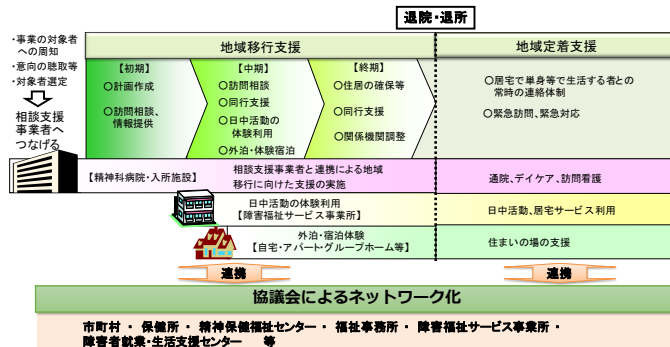 退院・退所
・事業の対象者
への周知
・意向の聴取等
・対象者選定
相談支援
事業者へ
つなげる
地域移行支援
地域定着支援
【初期】
○計画作成
○訪問相談、
情報提供
【中期】
○訪問相談
○同行支援
○日中活動の
体験利用
○外泊・体験宿泊
【終期】
○住居の確保等
○同行支援
○関係機関調整
○居宅で単身等で生活する者との
常時の連絡体制
○緊急訪問、緊急対応
【精神科病院・入所施設】
相談支援事業者と連携による地域
移行に向けた支援の実施
通院、デイケア、訪問看護
日中活動の体験利用
【障害福祉サービス事業所】
日中活動、居宅サービス利用
外泊・宿泊体験
【自宅・アパート・グループホーム等】
住まいの場の支援
連携
連携
協議会によるネットワーク化
市町村 ・ 保健所 ・ 精神保健福祉センター ・ 福祉事務所 ・ 障害福祉サービス事業所 ・
障害者就業・生活支援センター 等